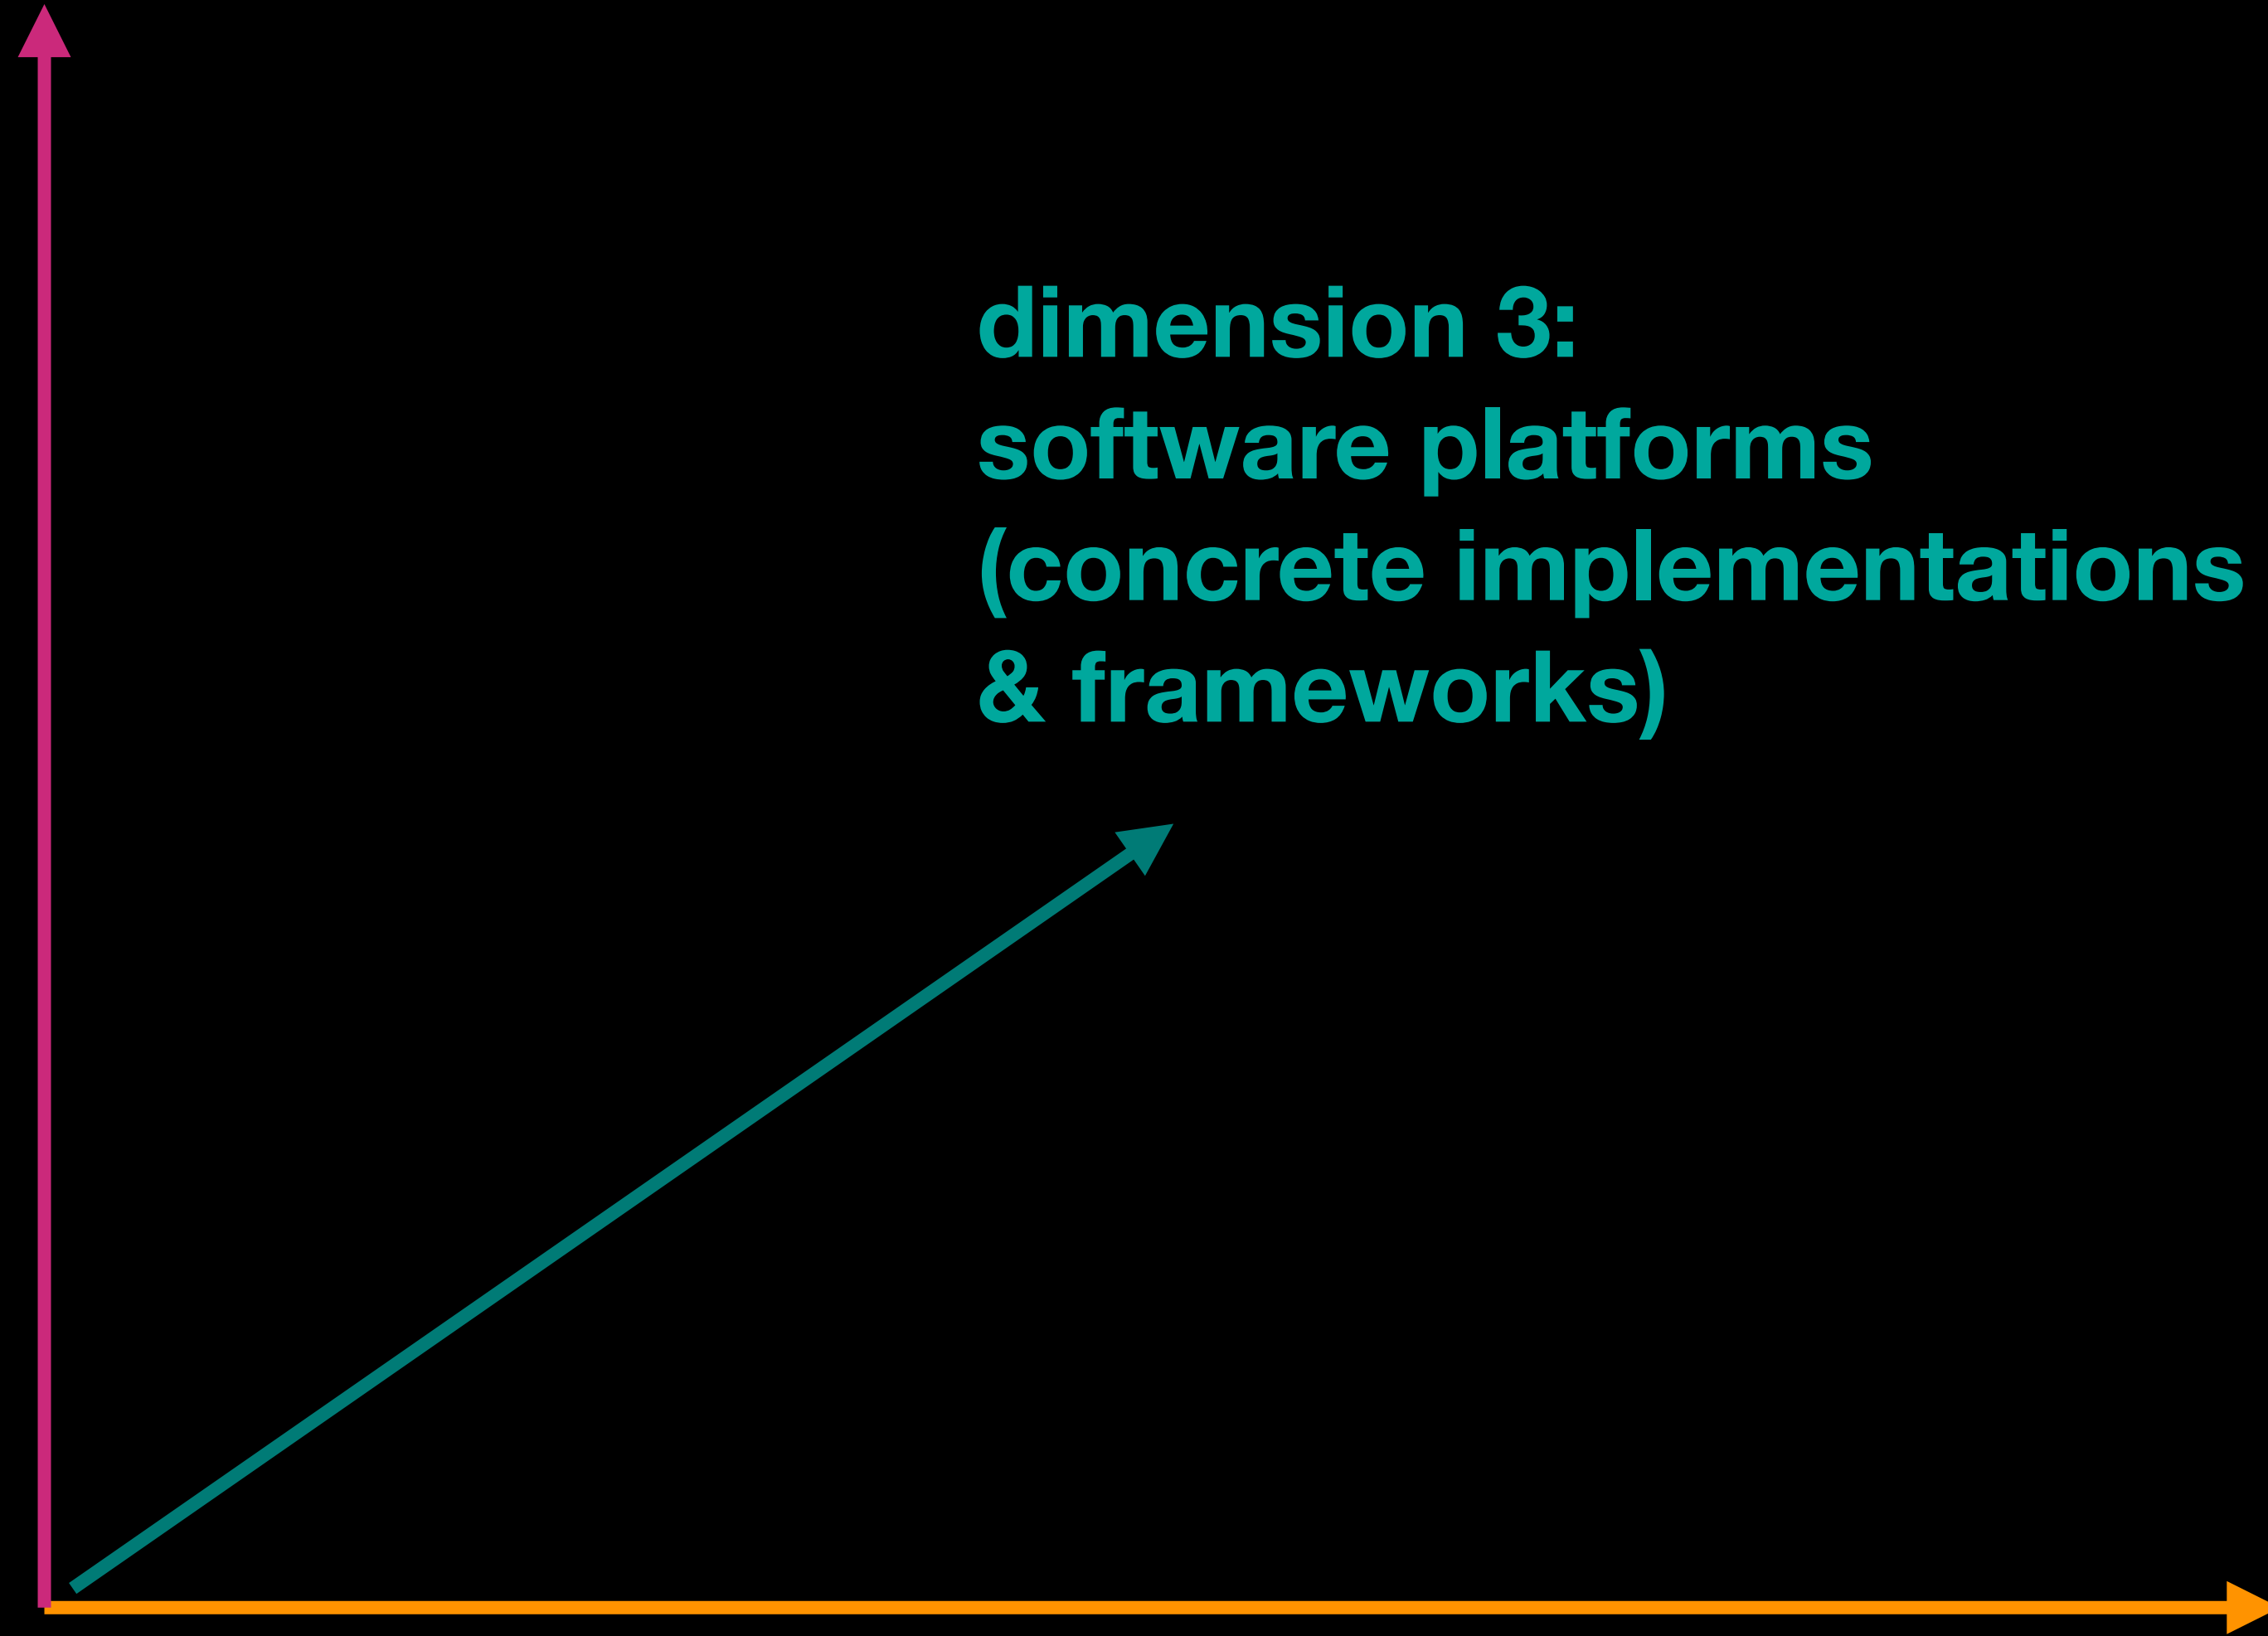 dimension 3:
software platforms
(concrete implementations
& frameworks)